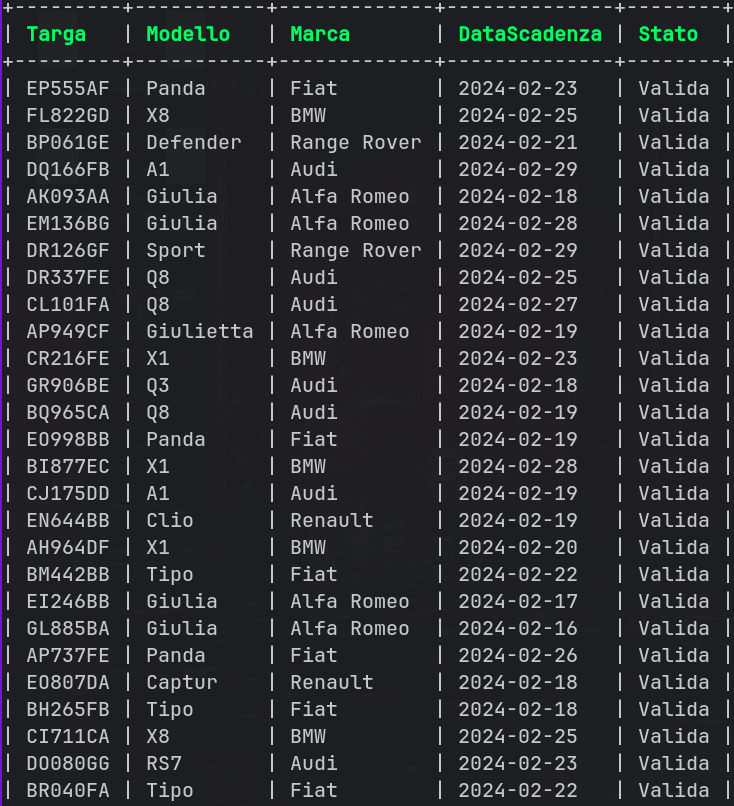 +---------+-----------+-------------+--------------+--------+
| Targa   | Modello   | Marca       | DataScadenza | Stato  |
+---------+-----------+-------------+--------------+--------+
| EP555AF | Panda     | Fiat        | 2024-02-23   | Valida |
| FL822GD | X8        | BMW         | 2024-02-25   | Valida |
| BP061GE | Defender  | Range Rover | 2024-02-21   | Valida |
| DQ166FB | A1        | Audi        | 2024-02-29   | Valida |
| AK093AA | Giulia    | Alfa Romeo  | 2024-02-18   | Valida |
| EM136BG | Giulia    | Alfa Romeo  | 2024-02-28   | Valida |
| DR126GF | Sport     | Range Rover | 2024-02-29   | Valida |
| DR337FE | Q8        | Audi        | 2024-02-25   | Valida |
| CL101FA | Q8        | Audi        | 2024-02-27   | Valida |
| AP949CF | Giulietta | Alfa Romeo  | 2024-02-19   | Valida |
| CR216FE | X1        | BMW         | 2024-02-23   | Valida |
| GR906BE | Q3        | Audi        | 2024-02-18   | Valida |
| BQ965CA | Q8        | Audi        | 2024-02-19   | Valida |
| EO998BB | Panda     | Fiat        | 2024-02-19   | Valida |
| BI877EC | X1        | BMW         | 2024-02-28   | Valida |
| CJ175DD | A1        | Audi        | 2024-02-19   | Valida |
| EN644BB | Clio      | Renault     | 2024-02-19   | Valida |
| AH964DF | X1        | BMW         | 2024-02-20   | Valida |
| BM442BB | Tipo      | Fiat        | 2024-02-22   | Valida |
| EI246BB | Giulia    | Alfa Romeo  | 2024-02-17   | Valida |
| GL885BA | Giulia    | Alfa Romeo  | 2024-02-16   | Valida |
| AP737FE | Panda     | Fiat        | 2024-02-26   | Valida |
| EO807DA | Captur    | Renault     | 2024-02-18   | Valida |
| BH265FB | Tipo      | Fiat        | 2024-02-18   | Valida |
| CI711CA | X8        | BMW         | 2024-02-25   | Valida |
| DO080GG | RS7       | Audi        | 2024-02-23   | Valida |
| BR040FA | Tipo      | Fiat        | 2024-02-22   | Valida |